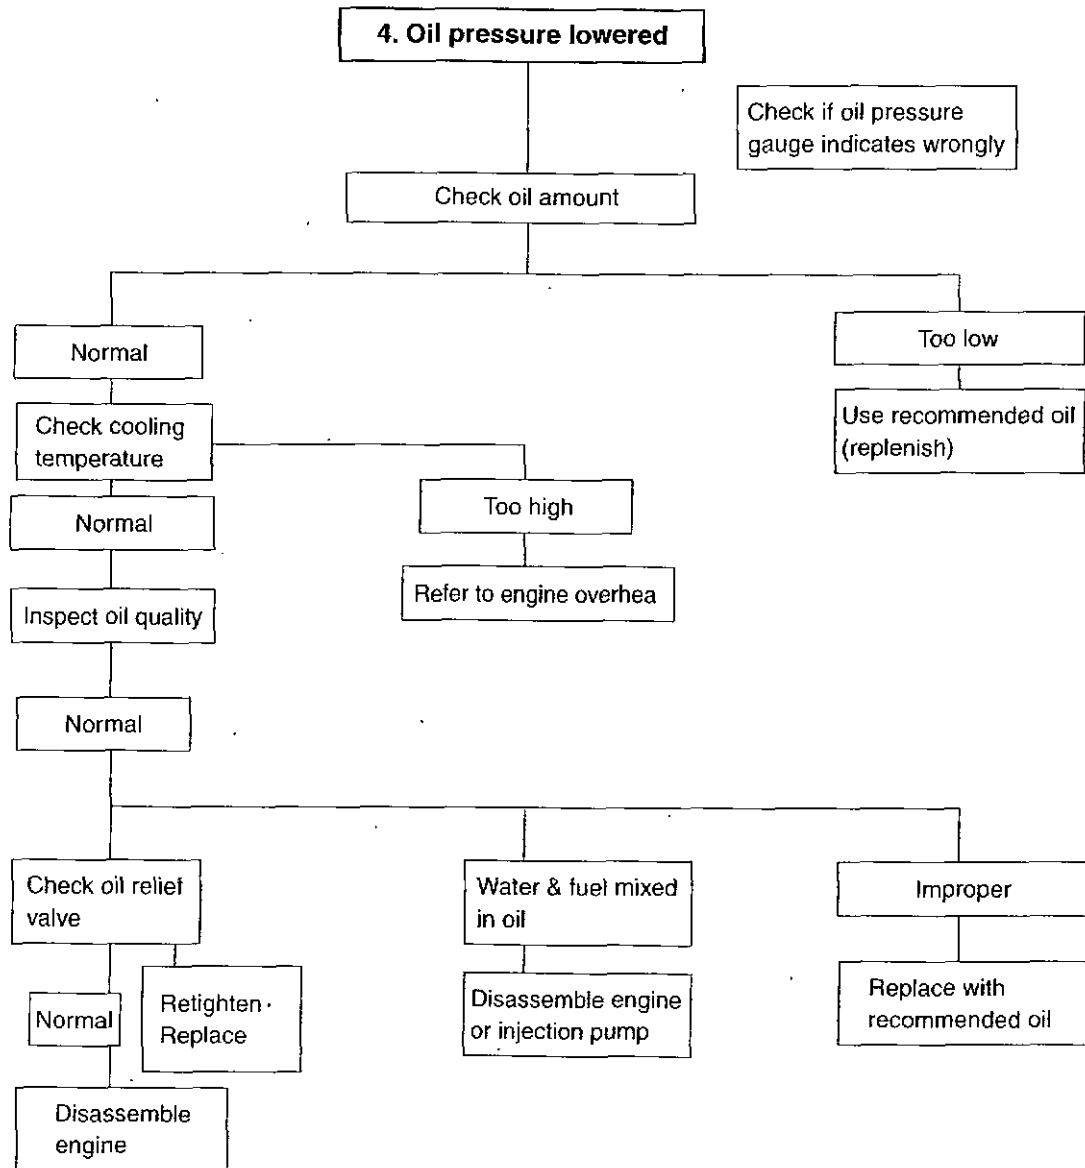 4. Oil pressure lowered
Check if oil pressure
gauge indicates wrongly
Check oil amount
Normal
Too low
Check cooling
temperature
Use recommended oil
(replenish)
Normal
Too high
Inspect oil quality
Refer to engine overhea
Normal
Check oil relief
valve
Water & fuel mixed
in oil
Improper
Normal
Retighten·
Replace
Disassemble engine
or injection pump
Replace with
recommended oil
Disassemble
engine